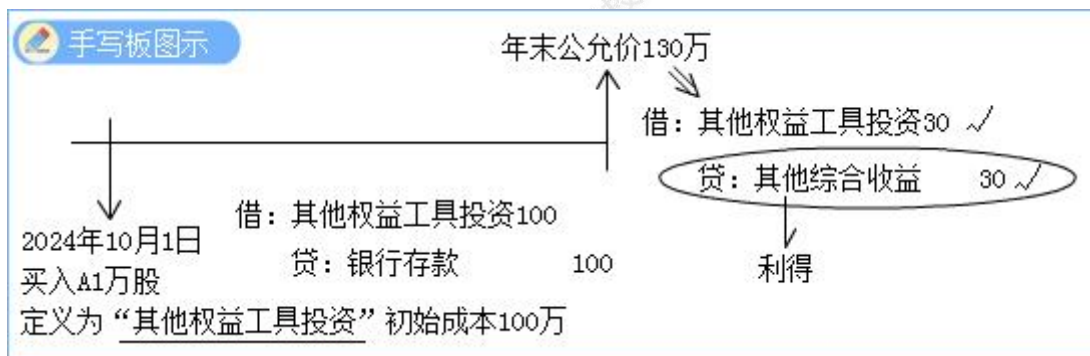 手写板图示
年末公允价130万
借：其他权益工具投资30 ✓
贷：其他综合收益 30 ✓
利得
借：其他权益工具投资100
贷：银行存款 100
2024年10月1日
买入A1万股
定义为“其他权益工具投资”初始成本100万